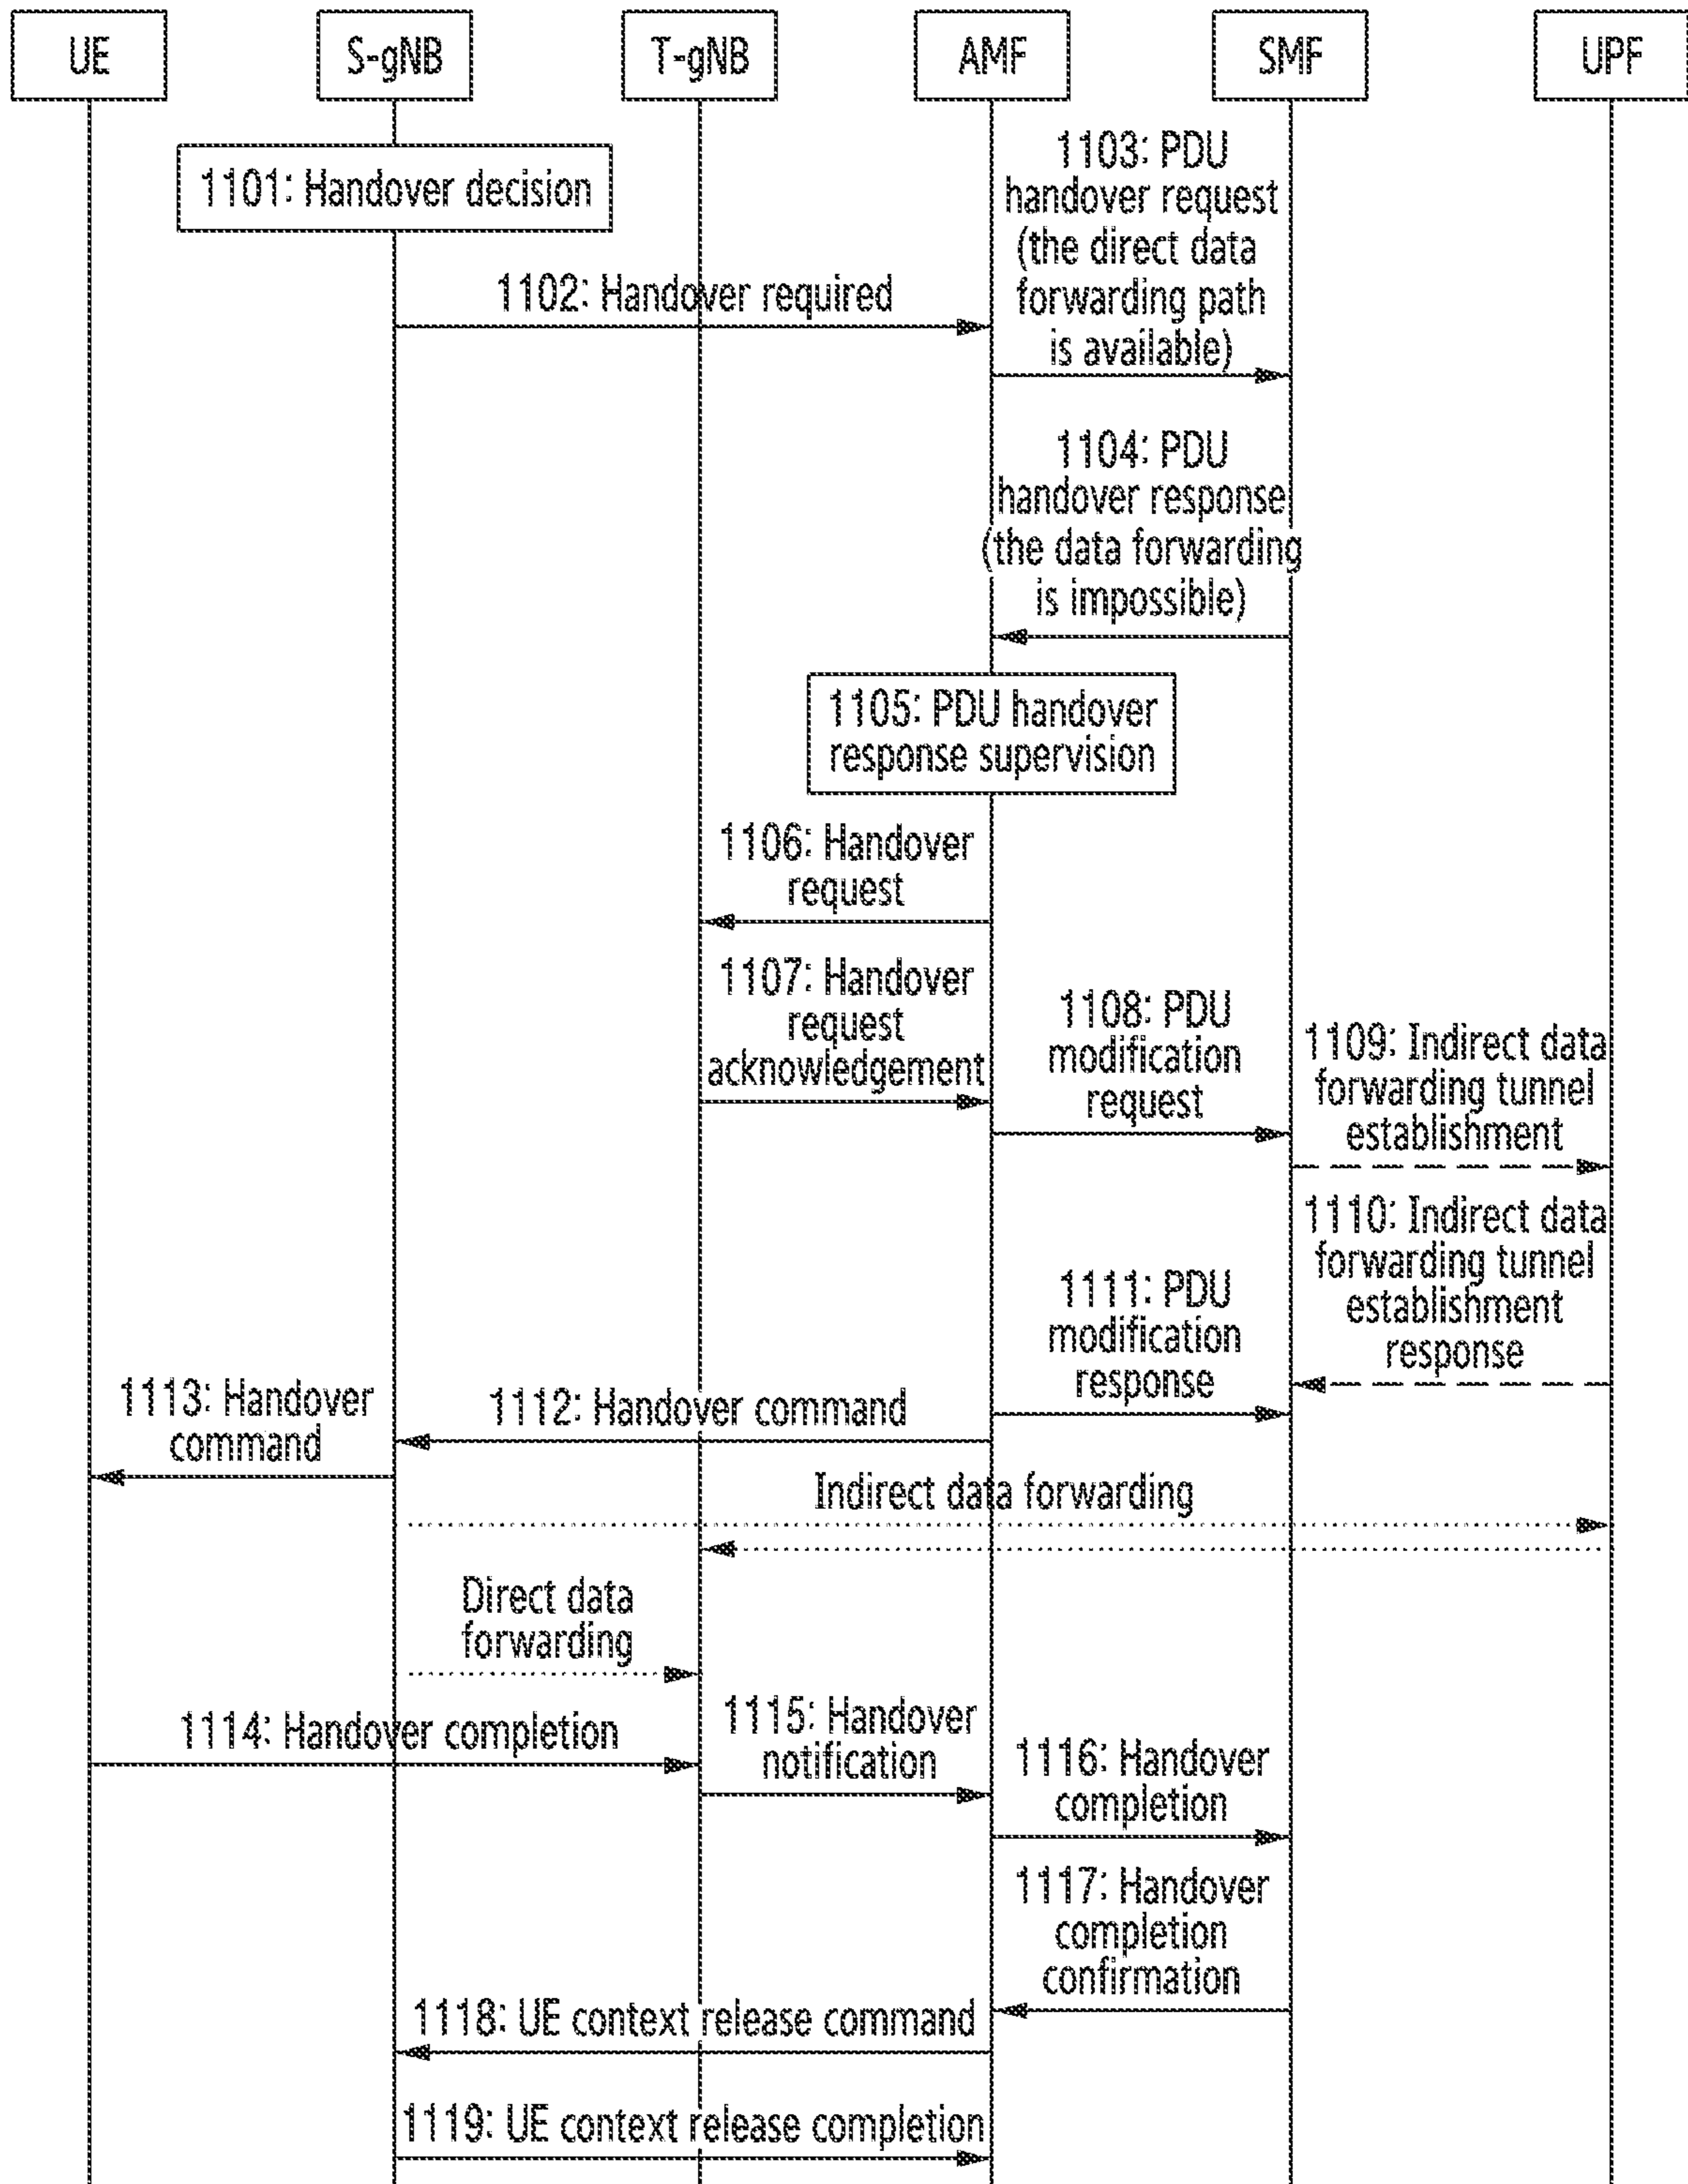 UE
S-gNB
T-gNB
AMF
SMF
UPF
1101: Handover decision
1102: Handover required
1103: PDU
handover request
(the direct data
forwarding path
is available)
1104: PDU
handover response
(the data forwarding
is impossible)
1105: PDU handover
response supervision
1106: Handover
request
1107: Handover
request
acknowledgement
1108: PDU
modification
request
1109: Indirect data
forwarding tunnel
establishment
1110: Indirect data
forwarding tunnel
establishment
response
1111: PDU
modification
response
1112: Handover command
1113: Handover
command
Indirect data forwarding
Direct data
forwarding
1114: Handover completion
1115: Handover
notification
1116: Handover
completion
1117: Handover
completion
confirmation
1118: UE context release command
1119: UE context release completion